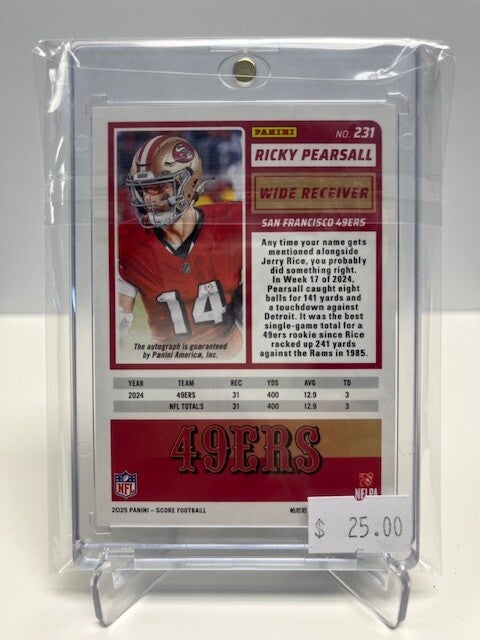 PANINI
NO. 231
RICKY PEARSALL
WIDE RECEIVER
SAN FRANCISCO 49ERS
Any time your name gets
mentioned alongside
Jerry Rice, you probably
did something right.
In Week 17 of 2024,
Pearsall caught eight
balls for 141 yards and
a touchdown against
Detroit. It was the best
single-game total for a
49ers rookie since Rice
racked up 241 yards
against the Rams in 1985.
14
The autograph is guaranteed
by Panini America, Inc.
YEAR TEAM REC YDS AVG TD
2024 49ERS 31 400 12.9 3
NFL TOTALS 31 400 12.9 3
49ERS
NFL
NFLPA
2025 PANINI – SCORE FOOTBALL
$ 25.00